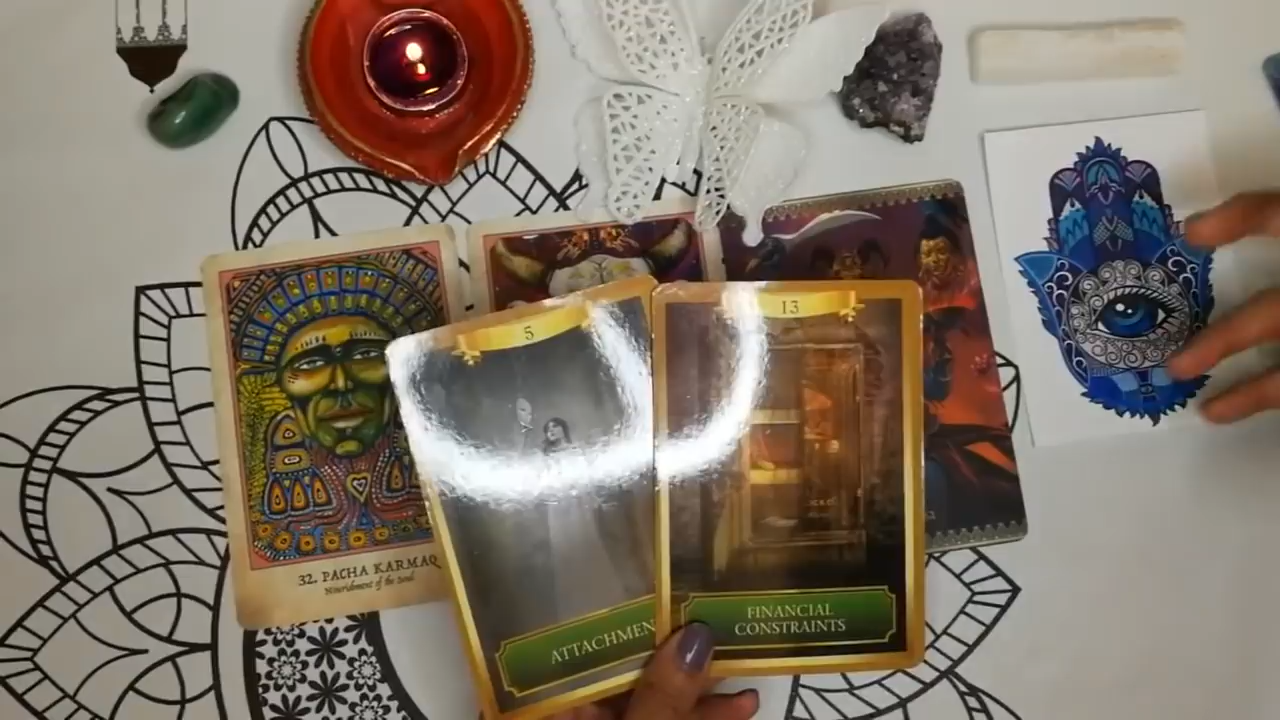 5
13
32. PACHA KARMAQ
Nourishment of the Soul
ATTACHMEN
FINANCIAL
CONSTRAINTS